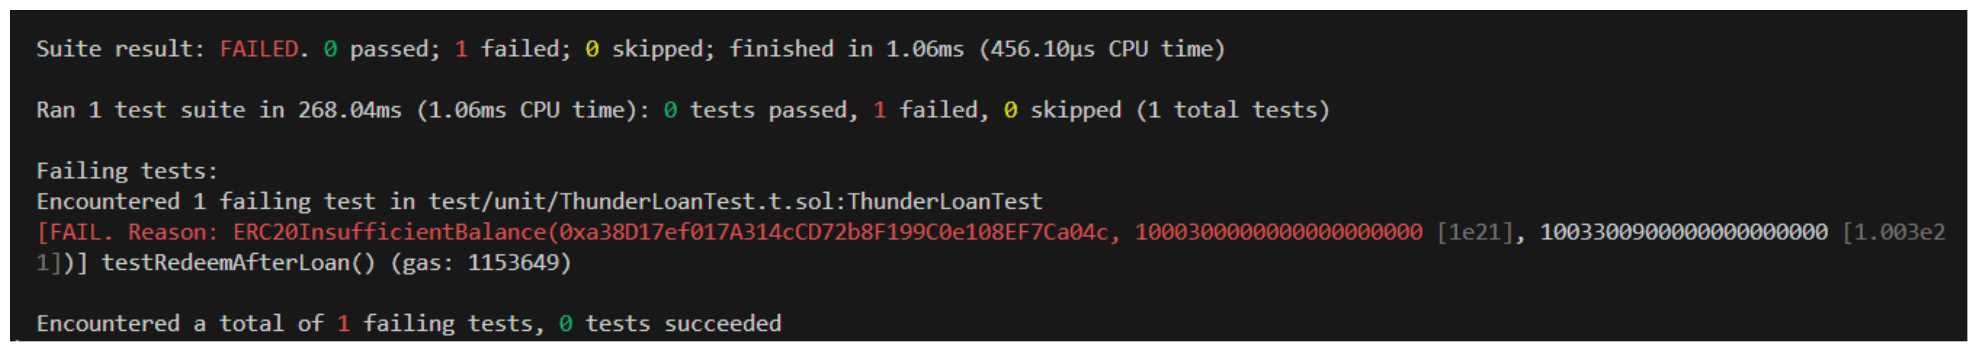 Suite result: FAILED. 0 passed; 1 failed; 0 skipped; finished in 1.06ms (456.10µs CPU time)
Ran 1 test suite in 268.04ms (1.06ms CPU time): 0 tests passed, 1 failed, 0 skipped (1 total tests)
Failing tests:
Encountered 1 failing test in test/unit/ThunderLoanTest.t.sol:ThunderLoanTest
[FAIL. Reason: ERC20InsufficientBalance(0xa38D17ef017A314cCD72b8F199C0e108EF7Ca04c, 1000300000000000000000 [1e21], 1003300900000000000000 [1.003e2
1])] testRedeemAfterLoan() (gas: 1153649)
Encountered a total of 1 failing tests, 0 tests succeeded